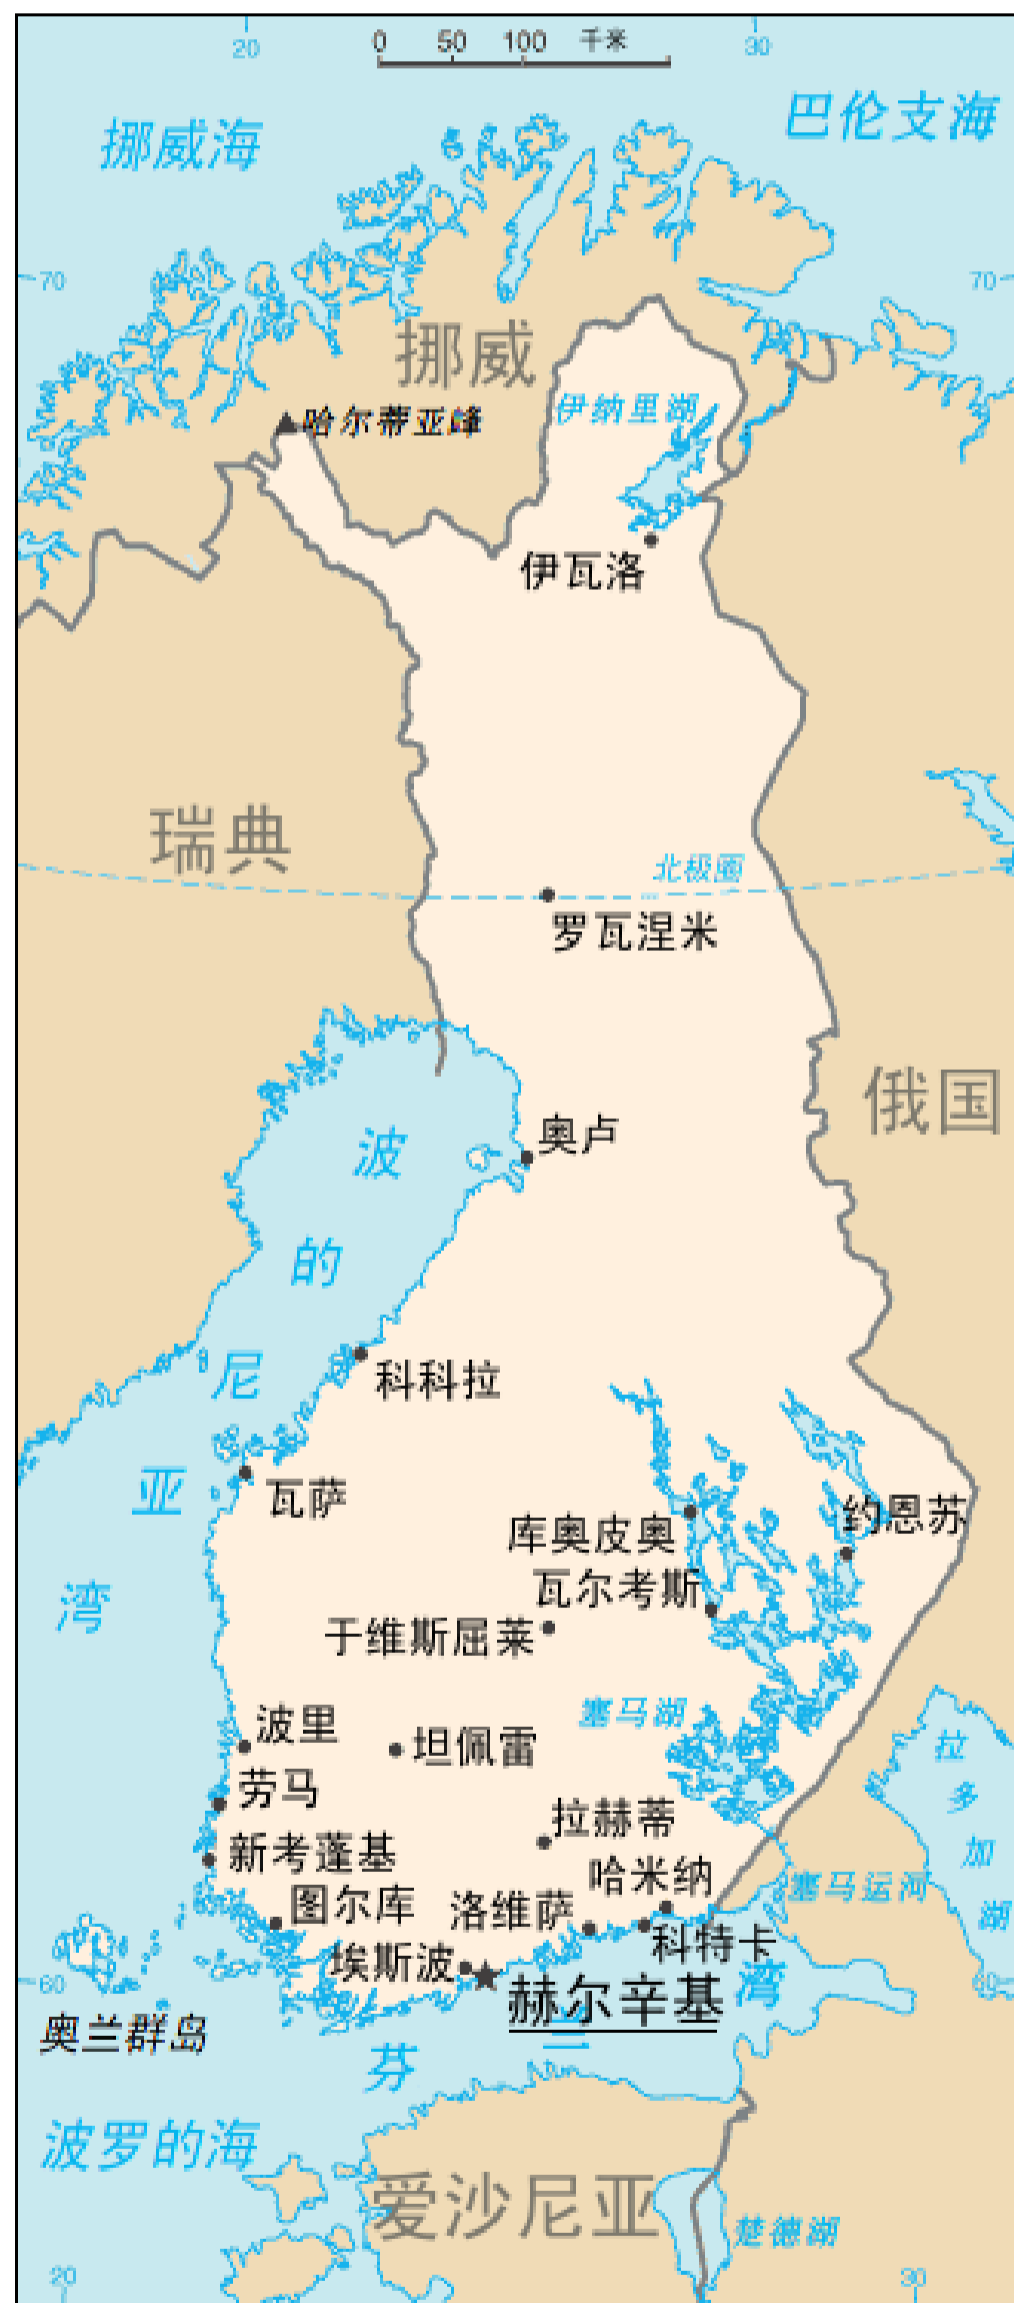 20
0 50 100 千米
30
挪威海
巴伦支海
70
70
挪威
哈尔蒂亚峰
伊纳里湖
伊瓦洛
瑞典
北极圈
罗瓦涅米
俄国
奥卢
波
的
尼
亚
湾
科科拉
瓦萨
约恩苏
库奥皮奥
瓦尔考斯
于维斯屈莱
塞马湖
波里
坦佩雷
拉
多
加
湖
劳马
拉赫蒂
新考蓬基
哈米纳
塞马运河
图尔库
洛维萨
科特卡
埃斯波
赫尔辛基
60
60
奥兰群岛
芬
兰
湾
波罗的海
爱沙尼亚
楚德湖
20
30